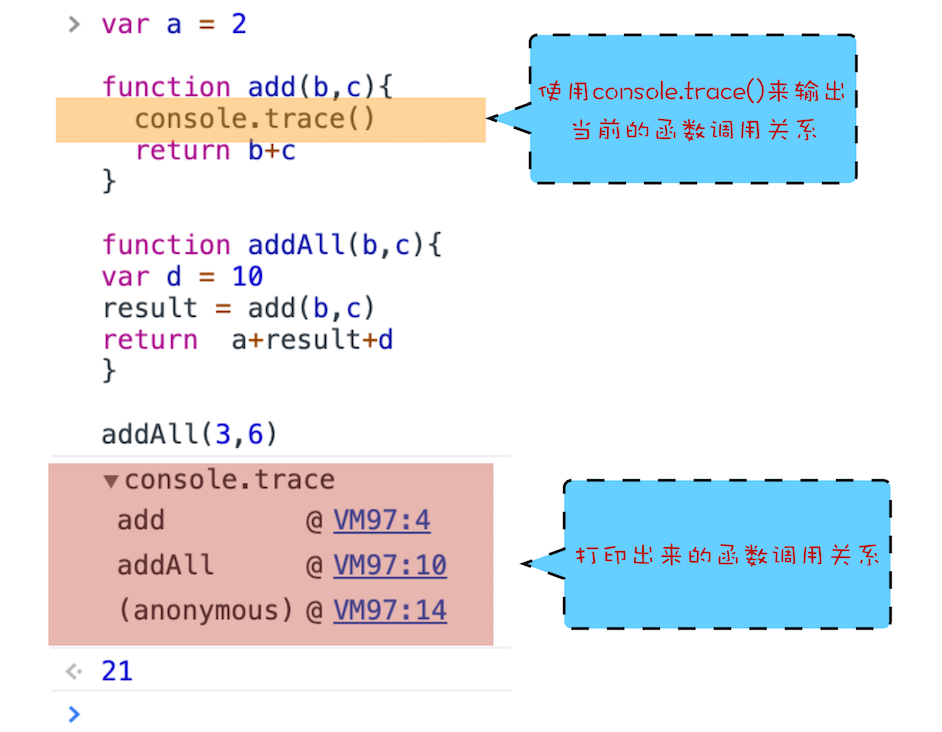 var a = 2
function add(b,c){
console.trace()
return b+c
}
function addAll(b,c){
var d = 10
result = add(b,c)
return  a+result+d
}
addAll(3,6)
console.trace
add @ VM97:4
addAll @ VM97:10
(anonymous) @ VM97:14
21
使用console.trace()来输出
当前的函数调用关系
打印出来的函数调用关系